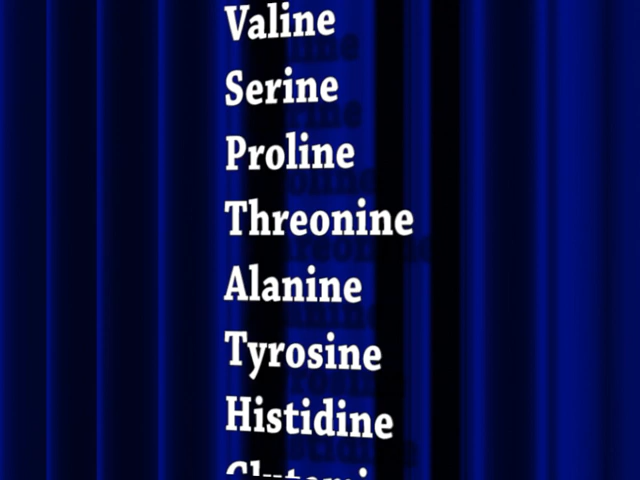 Valine
Serine
Proline
Threonine
Alanine
Tyrosine
Histidine